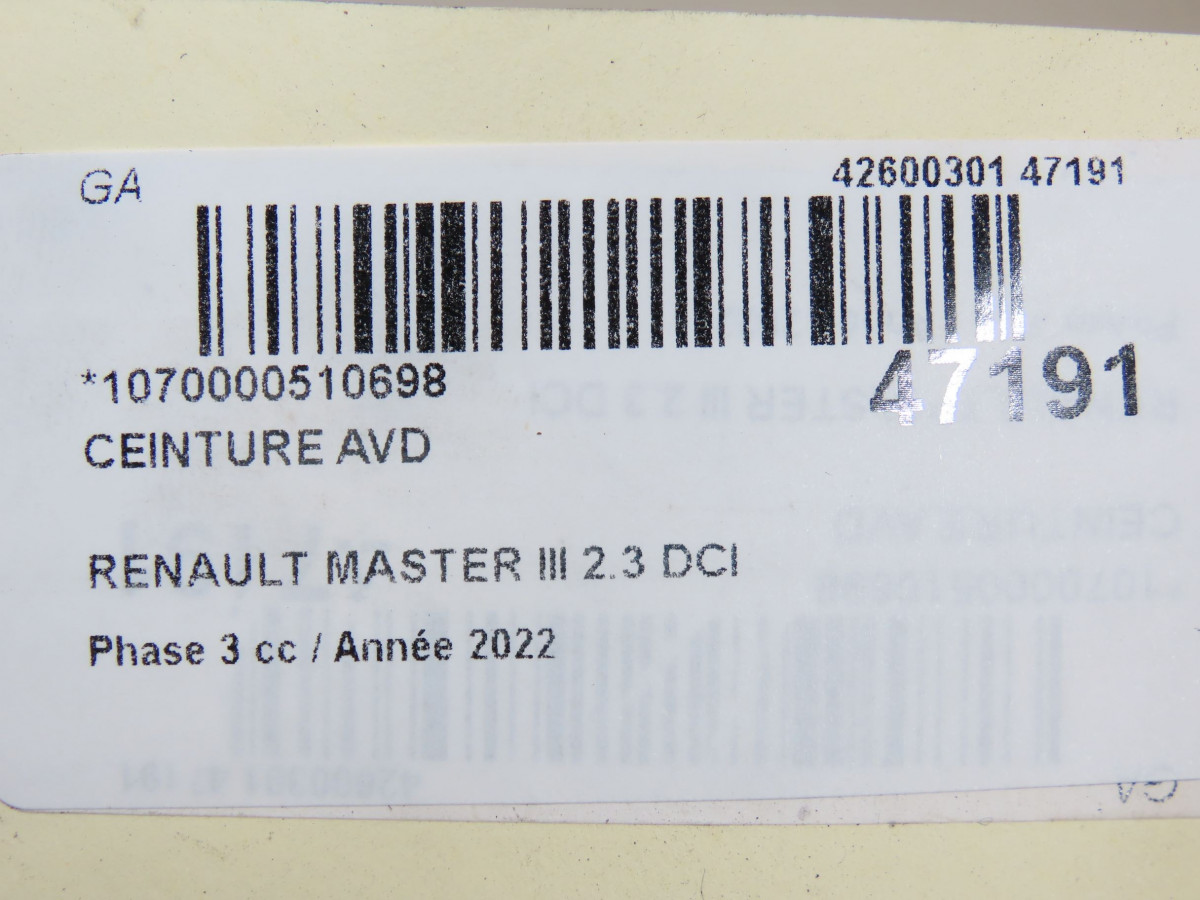 GA
42600301 47191
*1070000510698
47191
CEINTURE AVD
RENAULT MASTER III 2.3 DCI
Phase 3 cc / Année 2022